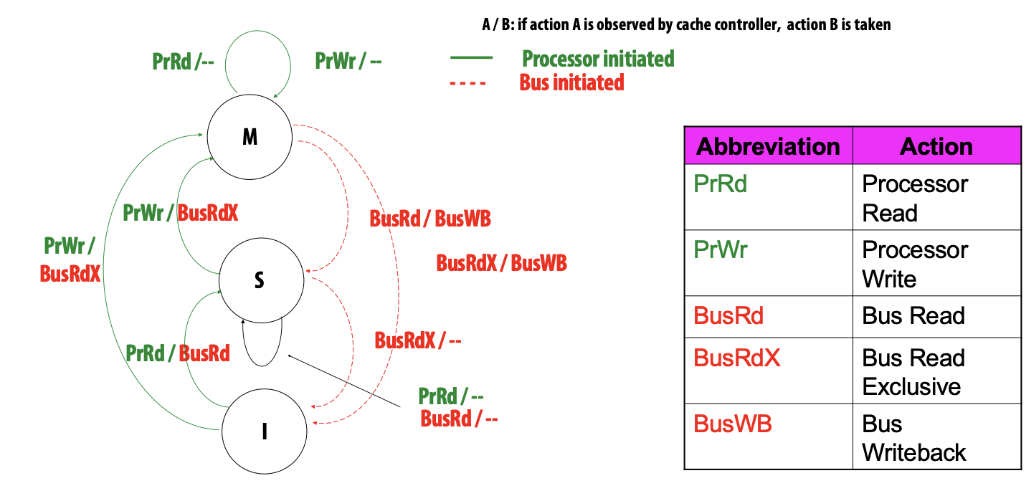 A / B: if action A is observed by cache controller, action B is taken
Processor initiated
Bus initiated
PrRd /--
PrWr / --
M
PrWr / BusRdX
BusRd / BusWB
PrWr /
BusRdX
BusRdX / BusWB
S
BusRdX / --
PrRd / BusRd
PrRd / --
BusRd / --
I
Abbreviation Action
PrRd Processor
Read
PrWr Processor
Write
BusRd Bus Read
BusRdX Bus Read
Exclusive
BusWB Bus
Writeback